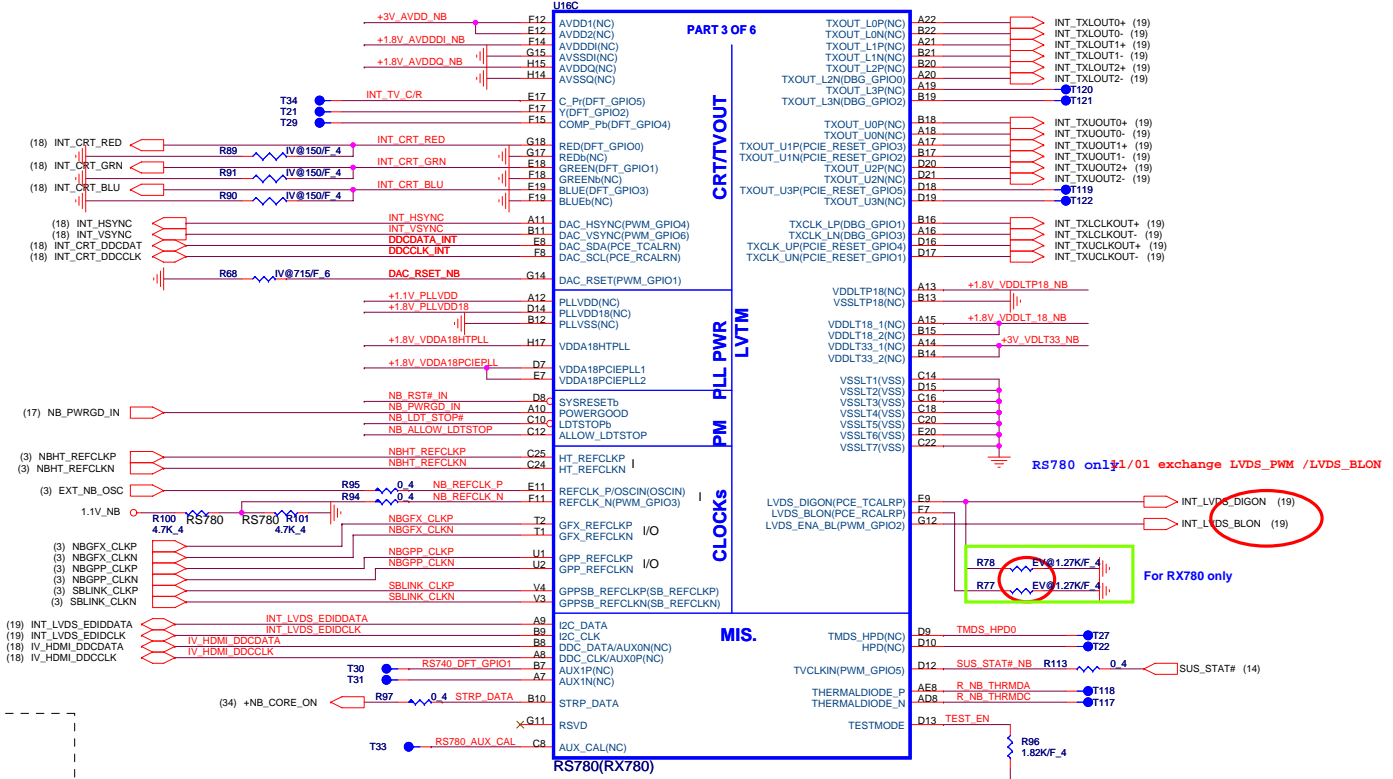 U16C
PART 3 OF 6
CRT/TVOUT
PLL PWR
LVTM
PM
CLOCKs
MIS.
+3V_AVDD_NB F12 AVDD1(NC)
E12 AVDD2(NC)
+1.8V_AVDDDI_NB F14 AVDDDI(NC)
G15 AVSSDI(NC)
+1.8V_AVDDQ_NB H15 AVDDQ(NC)
H14 AVSSQ(NC)
T34 INT_TV_C/R E17 C_Pr(DFT_GPIO5)
T21 F17 Y(DFT_GPIO2)
T29 F15 COMP_Pb(DFT_GPIO4)
(18) INT_CRT_RED INT_CRT_RED G18 RED(DFT_GPIO0)
R89 IV@150/F_4 G17 REDb(NC)
(18) INT_CRT_GRN INT_CRT_GRN E18 GREEN(DFT_GPIO1)
R91 IV@150/F_4 F18 GREENb(NC)
(18) INT_CRT_BLU INT_CRT_BLU E19 BLUE(DFT_GPIO3)
R90 IV@150/F_4 F19 BLUEb(NC)
(18) INT_HSYNC INT_HSYNC A11 DAC_HSYNC(PWM_GPIO4)
(18) INT_VSYNC INT_VSYNC B11 DAC_VSYNC(PWM_GPIO6)
(18) INT_CRT_DDCDAT DDCDATA_INT E8 DAC_SDA(PCE_TCALRN)
(18) INT_CRT_DDCCLK DDCCLK_INT F8 DAC_SCL(PCE_RCALRN)
R68 IV@715/F_6 DAC_RSET_NB G14 DAC_RSET(PWM_GPIO1)
+1.1V_PLLVDD A12 PLLVDD(NC)
+1.8V_PLLVDD18 D14 PLLVDD18(NC)
B12 PLLVSS(NC)
+1.8V_VDDA18HTPLL H17 VDDA18HTPLL
+1.8V_VDDA18PCIEPLL D7 VDDA18PCIEPLL1
E7 VDDA18PCIEPLL2
NB_RST#_IN D8 SYSRESETb
(17) NB_PWRGD_IN NB_PWRGD_IN A10 POWERGOOD
NB_LDT_STOP# C10 LDTSTOPb
NB_ALLOW_LDTSTOP C12 ALLOW_LDTSTOP
(3) NBHT_REFCLKP NBHT_REFCLKP C25 HT_REFCLKP
(3) NBHT_REFCLKN NBHT_REFCLKN C24 HT_REFCLKN I
(3) EXT_NB_OSC R95 0_4 NB_REFCLK_P E11 REFCLK_P/OSCIN(OSCIN)
R94 0_4 NB_REFCLK_N F11 REFCLK_N(PWM_GPIO3) I
1.1V_NB R100 4.7K_4 RS780 RS780 R101 4.7K_4
NBGFX_CLKP T2 GFX_REFCLKP
NBGFX_CLKN T1 GFX_REFCLKN I/O
(3) NBGFX_CLKP
(3) NBGFX_CLKN NBGPP_CLKP U1 GPP_REFCLKP
(3) NBGPP_CLKP NBGPP_CLKN U2 GPP_REFCLKN I/O
(3) NBGPP_CLKN
(3) SBLINK_CLKP SBLINK_CLKP V4 GPPSB_REFCLKP(SB_REFCLKP)
(3) SBLINK_CLKN SBLINK_CLKN V3 GPPSB_REFCLKN(SB_REFCLKN)
(19) INT_LVDS_EDIDDATA INT_LVDS_EDIDDATA A9 I2C_DATA
(19) INT_LVDS_EDIDCLK INT_LVDS_EDIDCLK B9 I2C_CLK
(18) IV_HDMI_DDCDATA IV_HDMI_DDCDATA B8 DDC_DATA/AUX0N(NC)
(18) IV_HDMI_DDCCLK IV_HDMI_DDCCLK A8 DDC_CLK/AUX0P(NC)
T30 RS740_DFT_GPIO1 B7 AUX1P(NC)
T31 A7 AUX1N(NC)
(34) +NB_CORE_ON R97 0_4 STRP_DATA B10 STRP_DATA
G11 RSVD
T33 RS780_AUX_CAL C8 AUX_CAL(NC)
RS780(RX780)
TXOUT_L0P(NC) A22 INT_TXLOUT0+ (19)
TXOUT_L0N(NC) B22 INT_TXLOUT0- (19)
TXOUT_L1P(NC) A21 INT_TXLOUT1+ (19)
TXOUT_L1N(NC) B21 INT_TXLOUT1- (19)
TXOUT_L2P(NC) B20 INT_TXLOUT2+ (19)
TXOUT_L2N(DBG_GPIO0) A20 INT_TXLOUT2- (19)
TXOUT_L3P(NC) A19 T120
TXOUT_L3N(DBG_GPIO2) B19 T121
TXOUT_U0P(NC) B18 INT_TXUOUT0+ (19)
TXOUT_U0N(NC) A18 INT_TXUOUT0- (19)
TXOUT_U1P(PCIE_RESET_GPIO3) A17 INT_TXUOUT1+ (19)
TXOUT_U1N(PCIE_RESET_GPIO2) B17 INT_TXUOUT1- (19)
TXOUT_U2P(NC) D20 INT_TXUOUT2+ (19)
TXOUT_U2N(NC) D21 INT_TXUOUT2- (19)
TXOUT_U3P(PCIE_RESET_GPIO5) D18 T119
TXOUT_U3N(NC) D19 T122
TXCLK_LP(DBG_GPIO1) B16 INT_TXLCLKOUT+ (19)
TXCLK_LN(DBG_GPIO3) A16 INT_TXLCLKOUT- (19)
TXCLK_UP(PCIE_RESET_GPIO4) D16 INT_TXUCLKOUT+ (19)
TXCLK_UN(PCIE_RESET_GPIO1) D17 INT_TXUCLKOUT- (19)
VDDLTP18(NC) A13 +1.8V_VDDLTP18_NB
VSSLTP18(NC) B13
VDDLT18_1(NC) A15 +1.8V_VDDLT_18_NB
VDDLT18_2(NC) B15
VDDLT33_1(NC) A14 +3V_VDLT33_NB
VDDLT33_2(NC) B14
VSSLT1(VSS) C14
VSSLT2(VSS) D15
VSSLT3(VSS) C16
VSSLT4(VSS) C18
VSSLT5(VSS) C20
VSSLT6(VSS) E20
VSSLT7(VSS) C22
RS780 only 11/01 exchange LVDS_PWM /LVDS_BLON
LVDS_DIGON(PCE_TCALRP) E9 INT_LVDS_DIGON (19)
LVDS_BLON(PCE_RCALRP) F7
LVDS_ENA_BL(PWM_GPIO2) G12 INT_LVDS_BLON (19)
R78 EV@1.27K/F_4
R77 EV@1.27K/F_4
For RX780 only
TMDS_HPD(NC) D9 TMDS_HPD0 T27
HPD(NC) D10 T22
TVCLKIN(PWM_GPIO5) D12 SUS_STAT#_NB R113 0_4 SUS_STAT# (14)
THERMALDIODE_P AE8 R_NB_THRMDA T118
THERMALDIODE_N AD8 R_NB_THRMDC T117
TESTMODE D13 TEST_EN
R96
1.82K/F_4